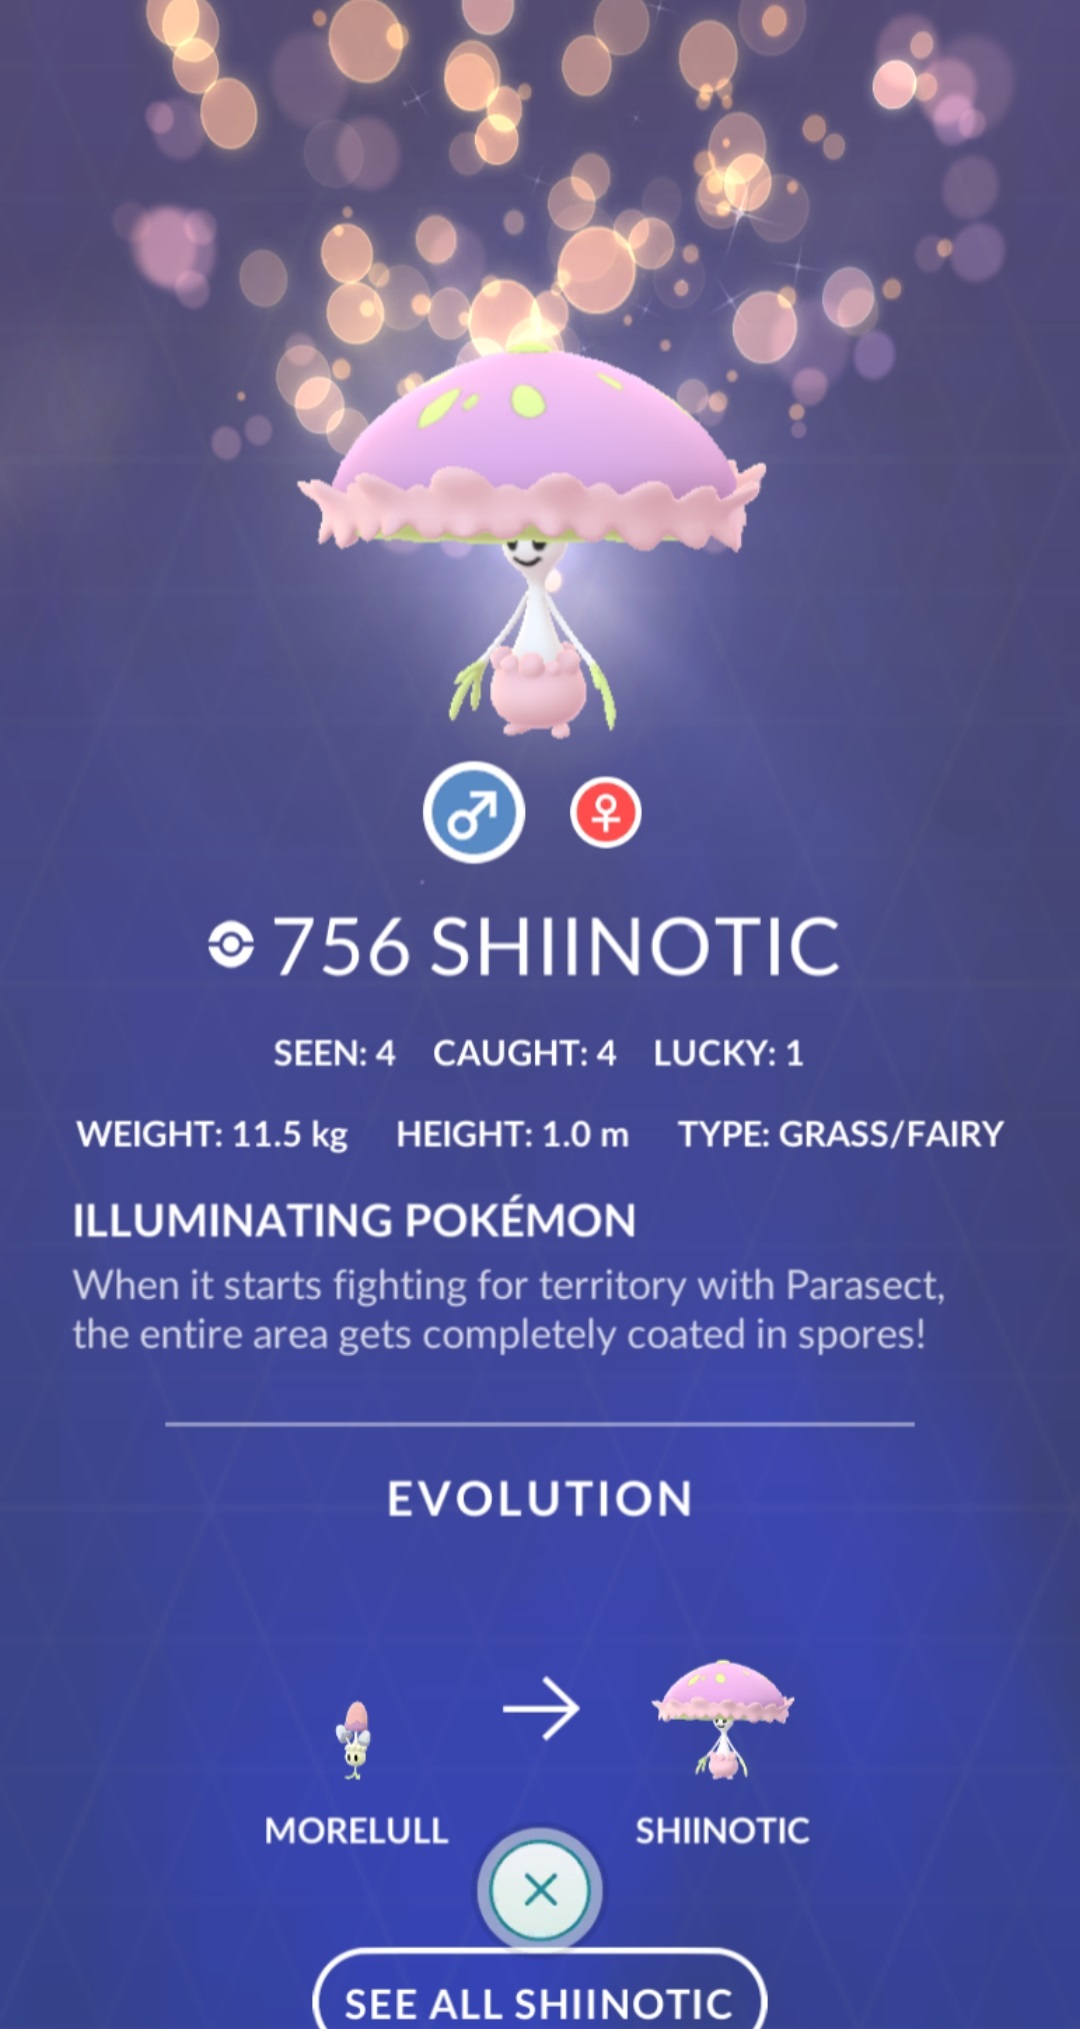 756 SHIINOTIC
SEEN: 4 CAUGHT: 4 LUCKY: 1
WEIGHT: 11.5 kg HEIGHT: 1.0 m TYPE: GRASS/FAIRY
ILLUMINATING POKÉMON
When it starts fighting for territory with Parasect,
the entire area gets completely coated in spores!
EVOLUTION
MORELULL SHIINOTIC
SEE ALL SHIINOTIC